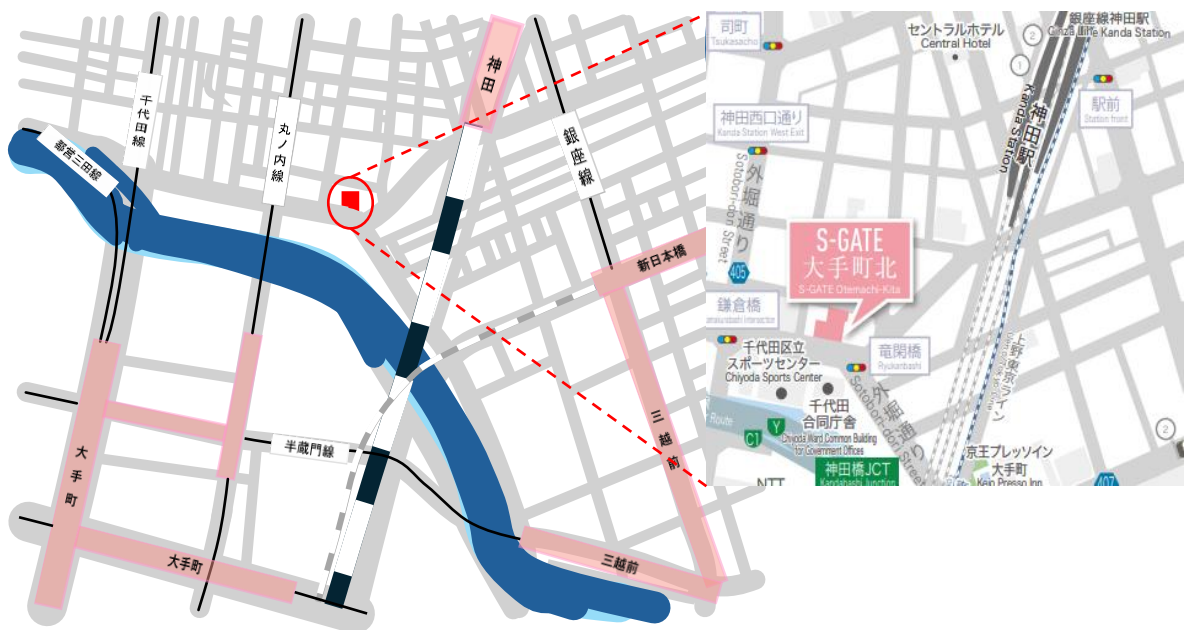 神田
千代田線
丸ノ内線
銀座線
都営三田線
新日本橋
三越前
半蔵門線
大手町
大手町
三越前
司町
Tsukasacho
セントラルホテル
Central Hotel
銀座線神田駅
Ginza Line Kanda Station
2
1
神田駅
Kanda Station
駅前
Station front
神田西口通り
Kanda Station West Exit
外堀通り
Sotobori-dori Street
S-GATE
大手町北
S-GATE Otemachi-Kita
405
鎌倉橋
竜閑橋
Ryukanbashi
千代田区立
スポーツセンター
Chiyoda Sports Center
上野東京ライン
外堀通り
Sotobori-dori Street
千代田
合同庁舎
Chiyoda Ward Common Building
for Government Offices
Route
C1
Y
神田橋JCT
Kandabashi Junction
京王プレッソイン
大手町
Keio Presso Inn
2
407
NTT